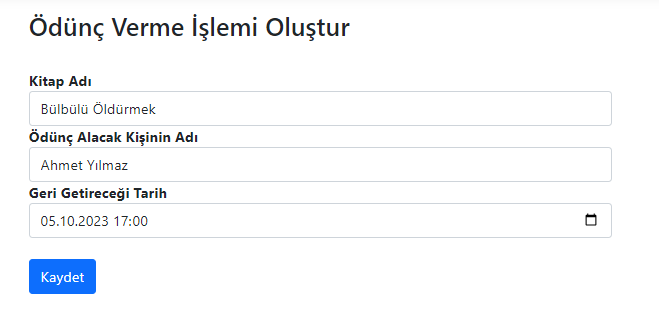 Ödünç Verme İşlemi Oluştur
Kitap Adı
Bülbülü Öldürmek
Ödünç Alacak Kişinin Adı
Ahmet Yılmaz
Geri Getireceği Tarih
05.10.2023 17:00
Kaydet